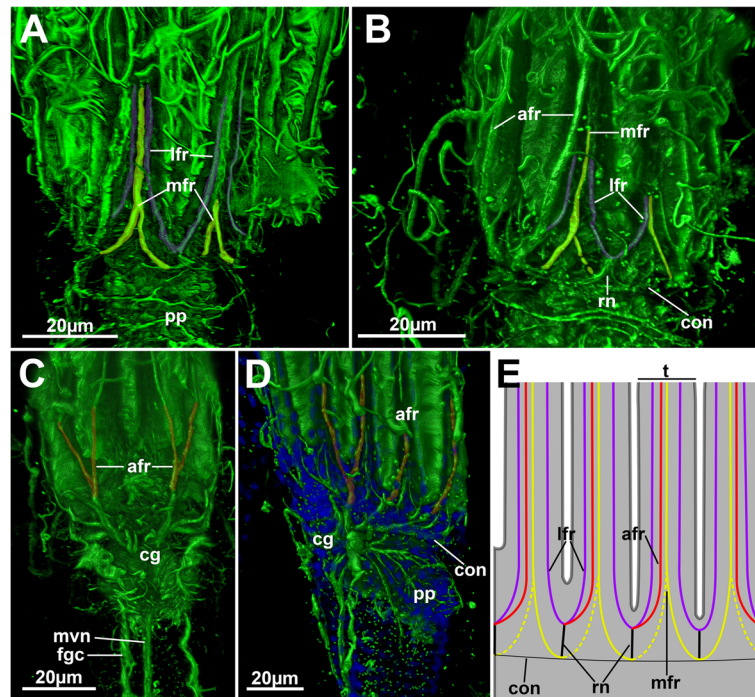 A
lfr
mfr
pp
20µm
B
afr
mfr
lfr
rn
con
20µm
C
afr
cg
mvn
fgc
20µm
D
afr
cg
con
pp
20µm
E
t
lfr
afr
con
rn
mfr